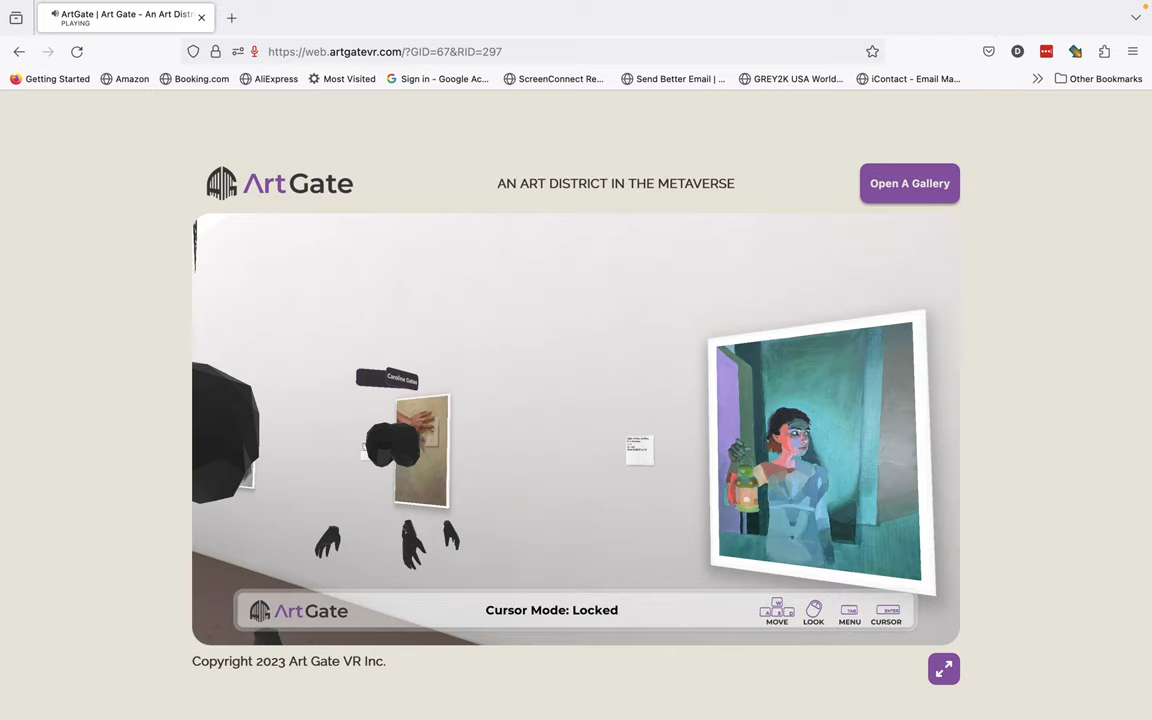 ArtGate | Art Gate - An Art Distr
PLAYING
https://web.artgatevr.com/?GID=67&RID=297
Getting Started
Amazon
Booking.com
AliExpress
Most Visited
Sign in - Google Ac...
ScreenConnect Re...
Send Better Email | ...
GREY2K USA World...
iContact - Email Ma...
Other Bookmarks
ArtGate
AN ART DISTRICT IN THE METAVERSE
Open A Gallery
Caroline Gates
ArtGate
Cursor Mode: Locked
W
A S D
MOVE
LOOK
TAB
MENU
ENTER
CURSOR
Copyright 2023 Art Gate VR Inc.